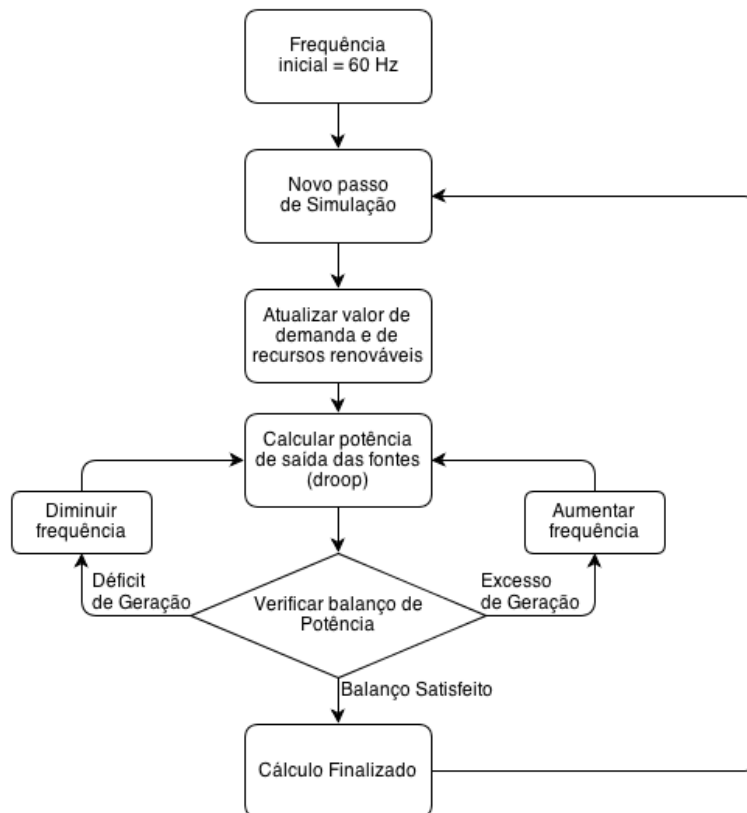 Frequência
inicial = 60 Hz
Novo passo
de Simulação
Atualizar valor de
demanda e de
recursos renováveis
Calcular potência
de saída das fontes
(droop)
Diminuir
frequência
Aumentar
frequência
Déficit
de Geração
Verificar balanço de
Potência
Excesso
de Geração
Balanço Satisfeito
Cálculo Finalizado